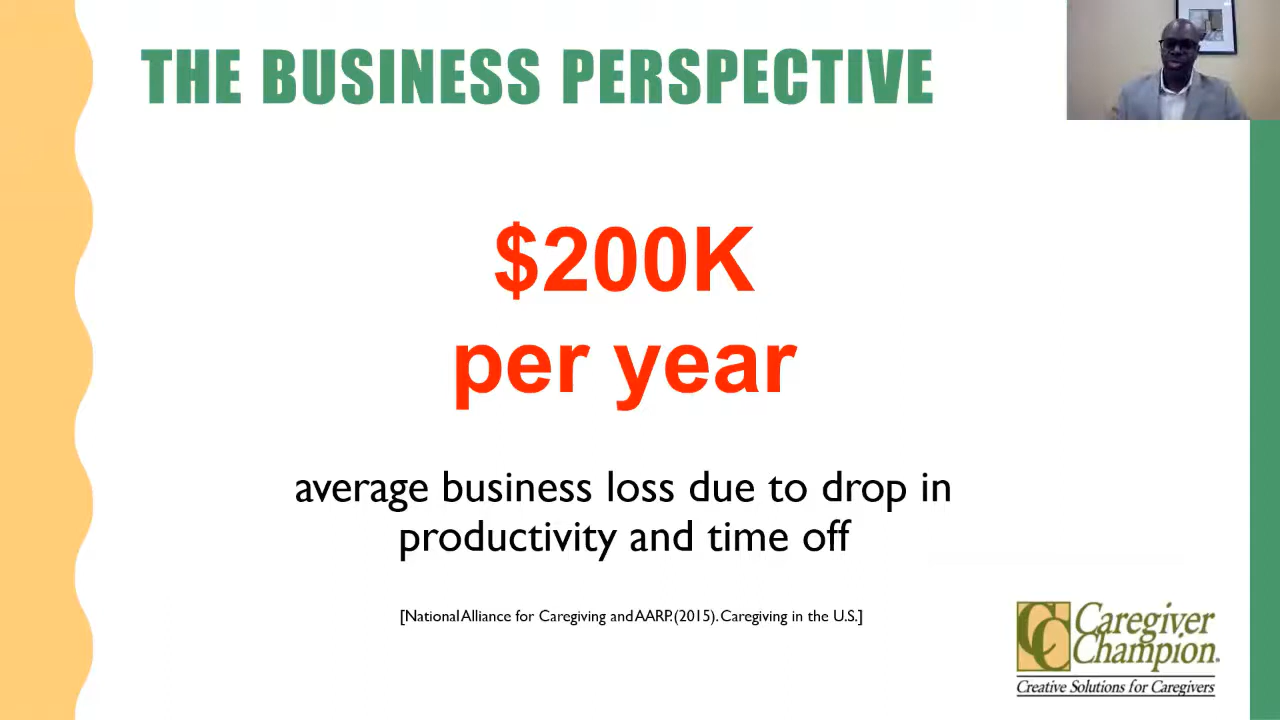 THE BUSINESS PERSPECTIVE
$200K
per year
average business loss due to drop in
productivity and time off
[National Alliance for Caregiving and AARP.(2015). Caregiving in the U.S.]
CC
Caregiver
Champion®
Creative Solutions for Caregivers